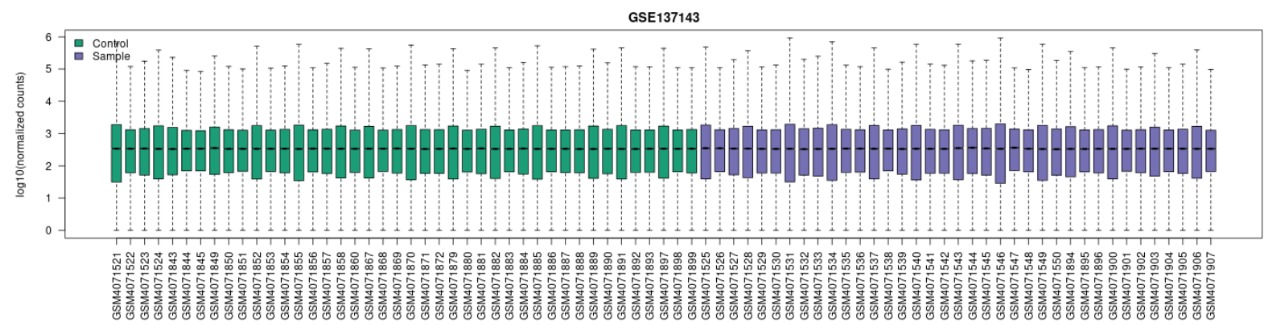 GSE137143
log10(normalized counts)
6
5
4
3
2
1
0
Control
Sample
GSM4071521
GSM4071522
GSM4071523
GSM4071524
GSM4071843
GSM4071844
GSM4071845
GSM4071849
GSM4071850
GSM4071851
GSM4071852
GSM4071853
GSM4071854
GSM4071855
GSM4071856
GSM4071857
GSM4071858
GSM4071860
GSM4071867
GSM4071868
GSM4071869
GSM4071870
GSM4071871
GSM4071872
GSM4071879
GSM4071880
GSM4071881
GSM4071882
GSM4071883
GSM4071884
GSM4071885
GSM4071886
GSM4071887
GSM4071888
GSM4071889
GSM4071890
GSM4071891
GSM4071892
GSM4071893
GSM4071897
GSM4071898
GSM4071899
GSM4071525
GSM4071526
GSM4071527
GSM4071528
GSM4071529
GSM4071530
GSM4071531
GSM4071532
GSM4071533
GSM4071534
GSM4071535
GSM4071536
GSM4071537
GSM4071538
GSM4071539
GSM4071540
GSM4071541
GSM4071542
GSM4071543
GSM4071544
GSM4071545
GSM4071546
GSM4071547
GSM4071548
GSM4071549
GSM4071550
GSM4071894
GSM4071895
GSM4071896
GSM4071900
GSM4071901
GSM4071902
GSM4071903
GSM4071904
GSM4071905
GSM4071906
GSM4071907